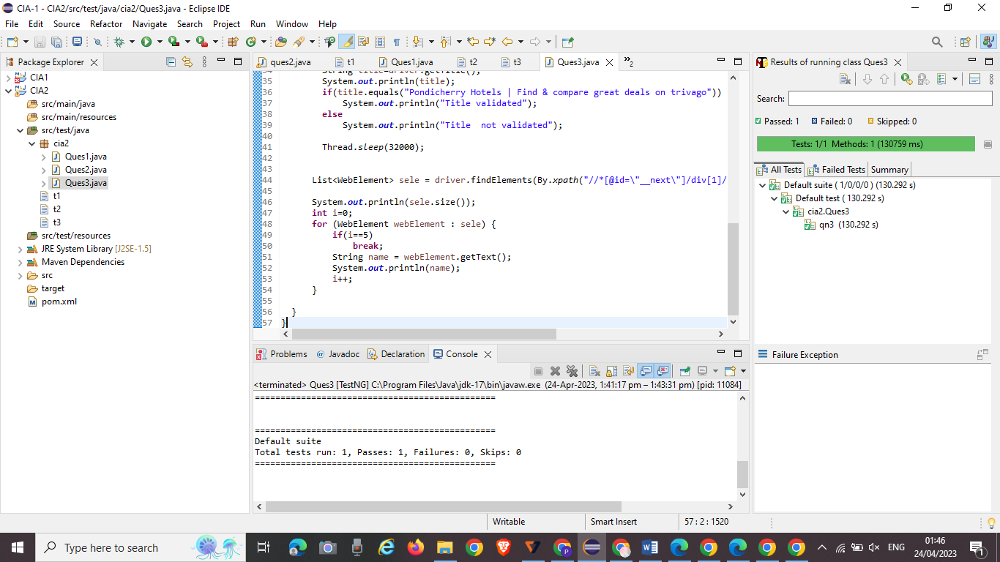 CIA-1 - CIA2/src/test/java/cia2/Ques3.java - Eclipse IDE
File Edit Source Refactor Navigate Search Project Run Window Help
Package Explorer
CIA1
CIA2
src/main/java
src/main/resources
src/test/java
cia2
Ques1.java
Ques2.java
Ques3.java
t1
t2
t3
src/test/resources
JRE System Library [J2SE-1.5]
Maven Dependencies
src
target
pom.xml
ques2.java t1 Ques1.java t2 t3 Ques3.java »2
34 String title=driver.getTitle();
35 System.out.println(title);
36 if(title.equals("Pondicherry Hotels | Find & compare great deals on trivago"))
37 System.out.println("Title validated");
38 else
39 System.out.println("Title  not validated");
40
41 Thread.sleep(32000);
42
43
44 List<WebElement> sele = driver.findElements(By.xpath("//*[@id=\"__next\"]/div[1]/
45
46 System.out.println(sele.size());
47 int i=0;
48 for (WebElement webElement : sele) {
49 if(i==5)
50 break;
51 String name = webElement.getText();
52 System.out.println(name);
53 i++;
54 }
55
56 }
57 }
Problems @ Javadoc Declaration Console
<terminated> Ques3 [TestNG] C:\Program Files\Java\jdk-17\bin\javaw.exe (24-Apr-2023, 1:41:17 pm – 1:43:31 pm) [pid: 11084]
===============================================
===============================================
Default suite
Total tests run: 1, Passes: 1, Failures: 0, Skips: 0
===============================================
Results of running class Ques3
Search:
Passed: 1 Failed: 0 Skipped: 0
Tests: 1/1 Methods: 1 (130759 ms)
All Tests Failed Tests Summary
Default suite ( 1/0/0/0 ) (130.292 s)
Default test ( 130.292 s)
cia2.Ques3
qn3 (130.292 s)
Failure Exception
Writable Smart Insert 57 : 2 : 1520
Type here to search
ENG
01:46
24/04/2023
1